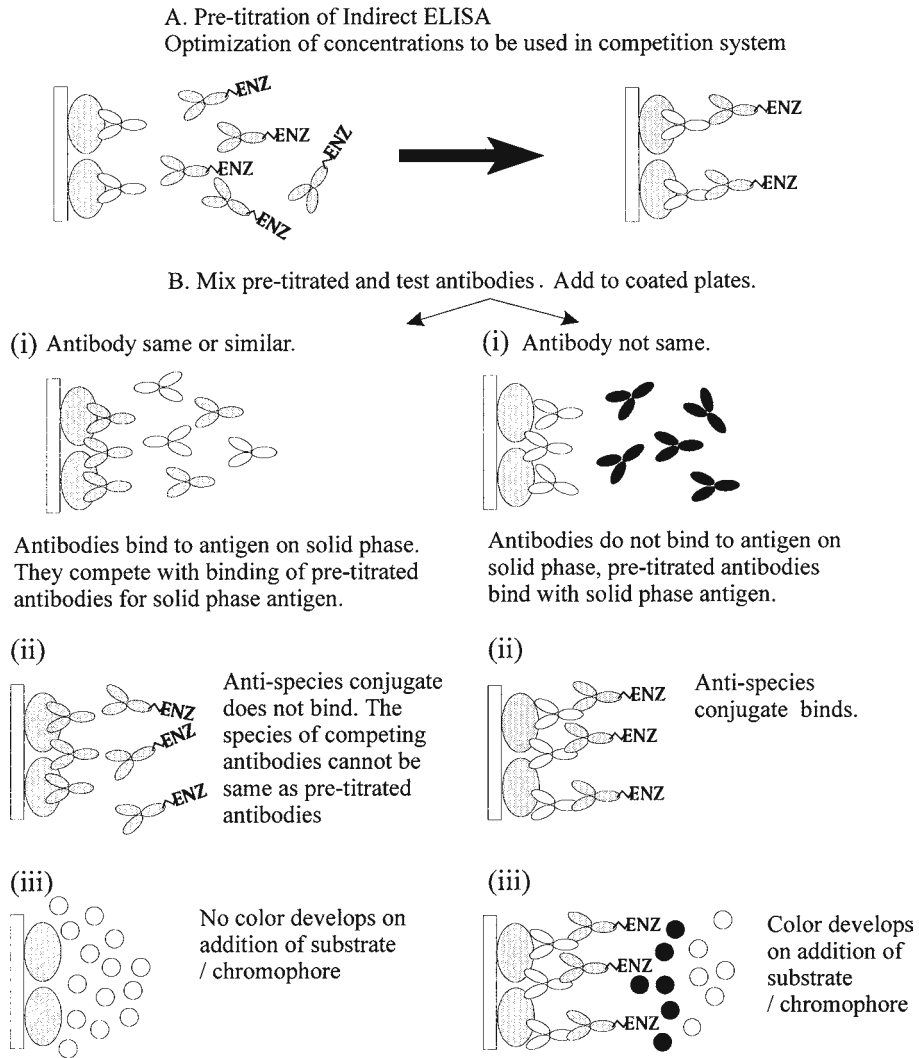 A. Pre-titration of Indirect ELISA
Optimization of concentrations to be used in competition system
ENZ
ENZ
ENZ
ENZ
ENZ
ENZ
ENZ
B. Mix pre-titrated and test antibodies. Add to coated plates.
(i) Antibody same or similar.
Antibodies bind to antigen on solid phase.
They compete with binding of pre-titrated
antibodies for solid phase antigen.
(i) Antibody not same.
Antibodies do not bind to antigen on
solid phase, pre-titrated antibodies
bind with solid phase antigen.
(ii)
ENZ
ENZ
ENZ
Anti-species conjugate
does not bind. The
species of competing
antibodies cannot be
same as pre-titrated
antibodies
(ii)
ENZ
ENZ
ENZ
Anti-species
conjugate binds.
(iii)
No color develops on
addition of substrate
/ chromophore
(iii)
ENZ
ENZ
ENZ
Color develops
on addition of
substrate
/ chromophore